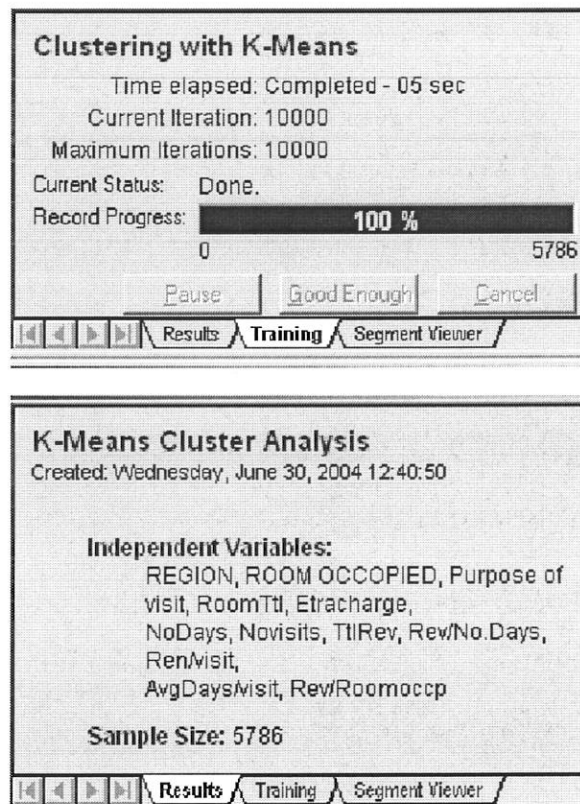 Clustering with K-Means
Time elapsed: Completed - 05 sec
Current Iteration: 10000
Maximum Iterations: 10000
Current Status: Done.
Record Progress: 100 %
0 5786
Pause Good Enough Cancel
Results Training Segment Viewer
K-Means Cluster Analysis
Created: Wednesday, June 30, 2004 12:40:50
Independent Variables:
REGION, ROOM OCCOPIED, Purpose of
visit, RoomTtl, Etracharge,
NoDays, Novisits, TtlRev, Rev/No.Days,
Ren/visit,
AvgDays/visit, Rev/Roomoccp
Sample Size: 5786
Results Training Segment Viewer